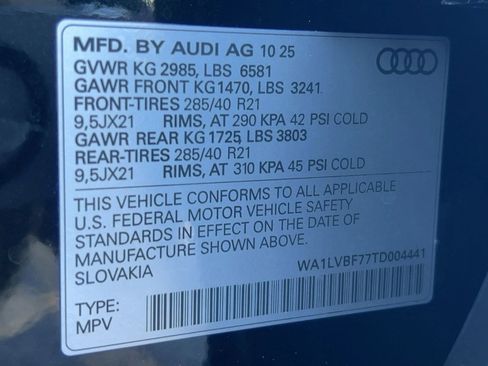 MFD. BY AUDI AG 10 25
GVWR KG 2985, LBS 6581
GAWR FRONT KG1470, LBS 3241
FRONT-TIRES 285/40 R21
9,5JX21 RIMS, AT 290 KPA 42 PSI COLD
GAWR REAR KG1725, LBS 3803
REAR-TIRES 285/40 R21
9,5JX21 RIMS, AT 310 KPA 45 PSI COLD
THIS VEHICLE CONFORMS TO ALL APPLICABLE
U.S. FEDERAL MOTOR VEHICLE SAFETY
STANDARDS IN EFFECT ON THE DATE OF
MANUFACTURE SHOWN ABOVE.
SLOVAKIA
WA1LVBF77TD004441
TYPE:
MPV